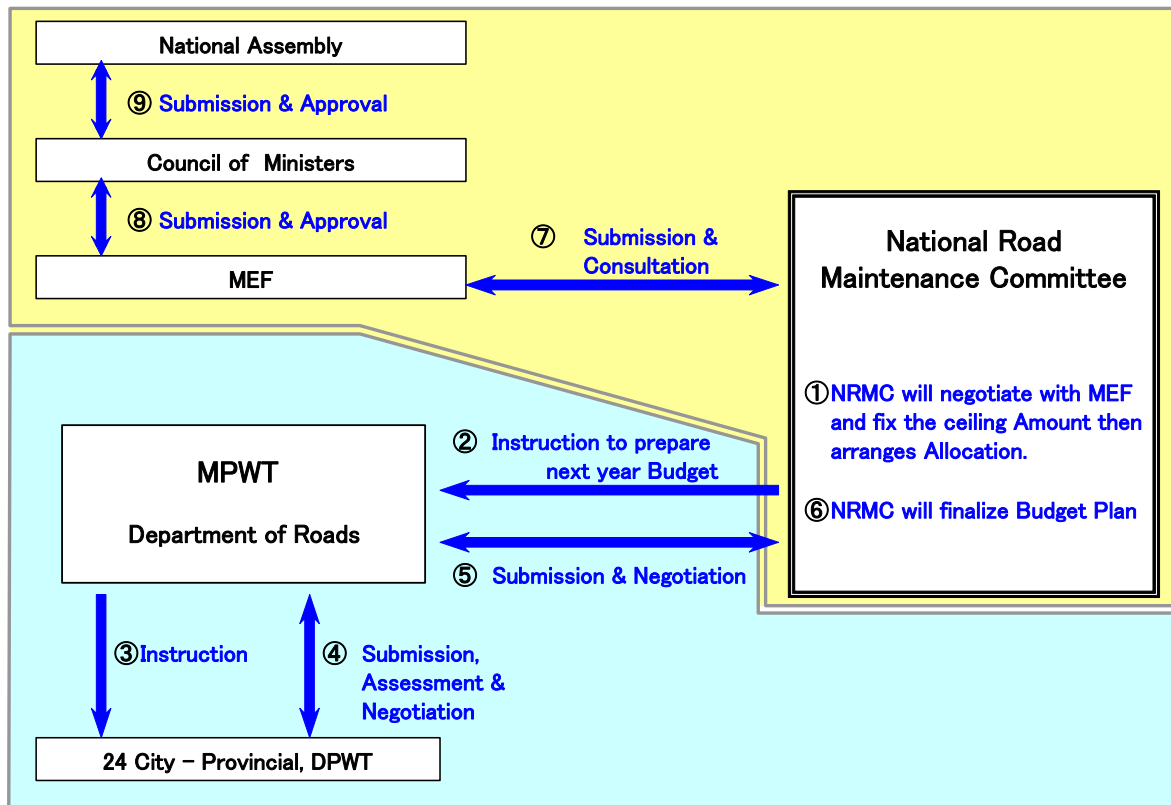 National Assembly
⑨ Submission & Approval
Council of Ministers
⑧ Submission & Approval
MEF
⑦ Submission &
Consultation
National Road
Maintenance Committee
①NRMC will negotiate with MEF
and fix the ceiling Amount then
arranges Allocation.
⑥NRMC will finalize Budget Plan
MPWT
Department of Roads
② Instruction to prepare
next year Budget
⑤ Submission & Negotiation
③Instruction
④ Submission,
Assessment &
Negotiation
24 City – Provincial, DPWT